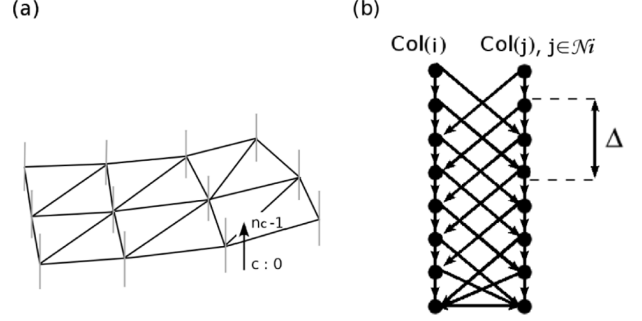 (a)
(b)
Col(i)
Col(j), j∈𝒩i
Δ
nc-1
c : 0